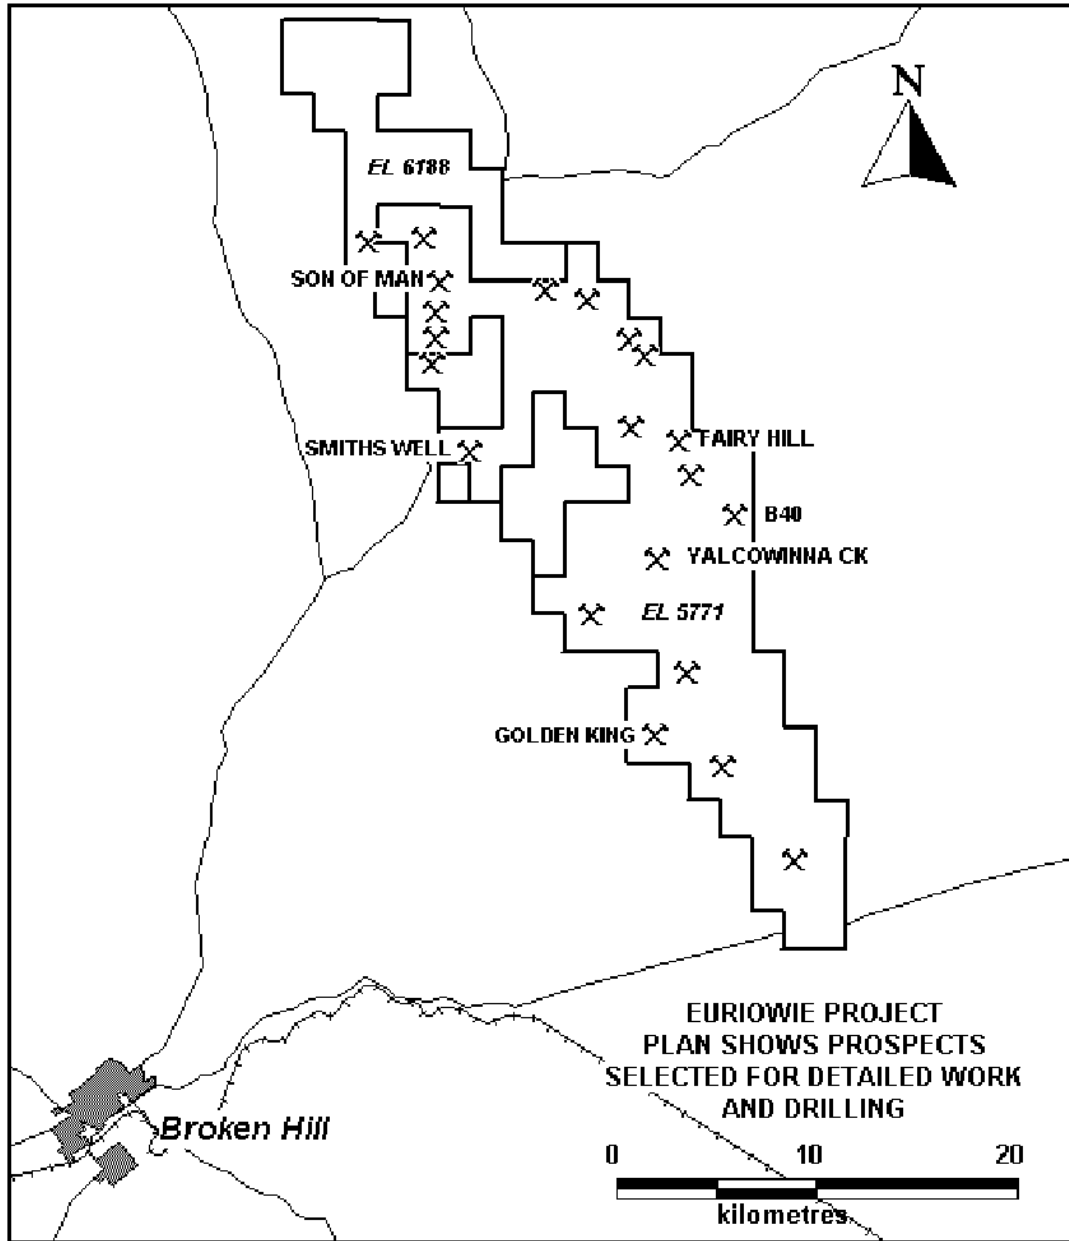 N
EL 6188
SON OF MAN
FAIRY HILL
SMITHS WELL
B40
YALCOWINNA CK
EL 5771
GOLDEN KING
EURIOWIE PROJECT
PLAN SHOWS PROSPECTS
SELECTED FOR DETAILED WORK
AND DRILLING
Broken Hill
0 10 20
kilometres